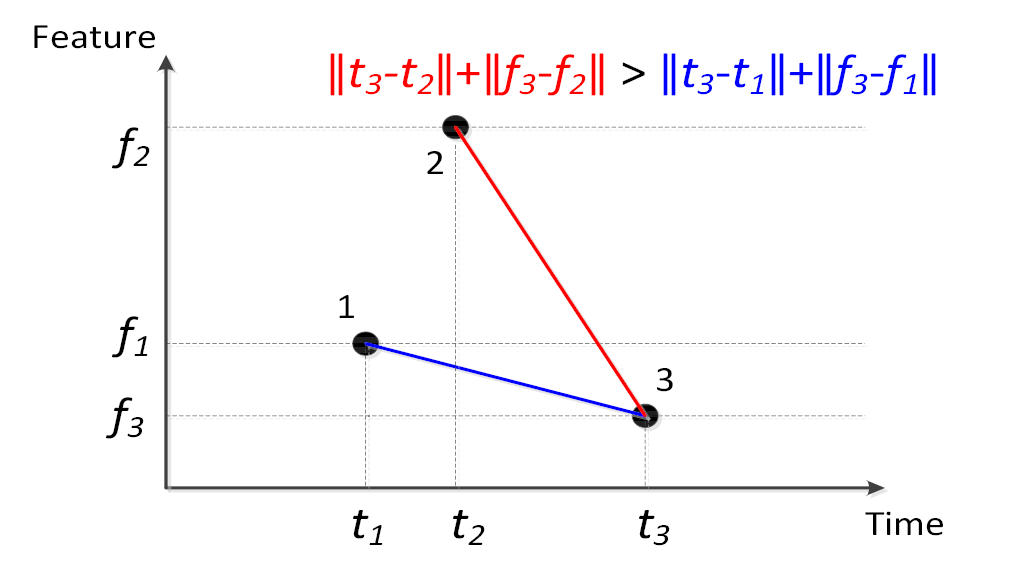 Feature
‖t₃-t₂‖+‖f₃-f₂‖ > ‖t₃-t₁‖+‖f₃-f₁‖
f₂
2
1
f₁
3
f₃
t₁ t₂ t₃ Time